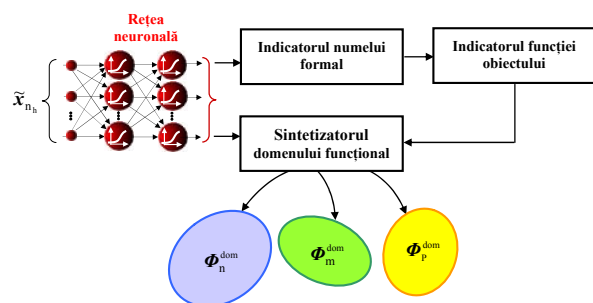 Rețea
neuronală
Indicatorul numelui
formal
Indicatorul funcției
obiectului
x̃ₙₕ
Sintetizatorul
domenului funcțional
Φₙᵈᵒᵐ
Φₘᵈᵒᵐ
Φₚᵈᵒᵐ